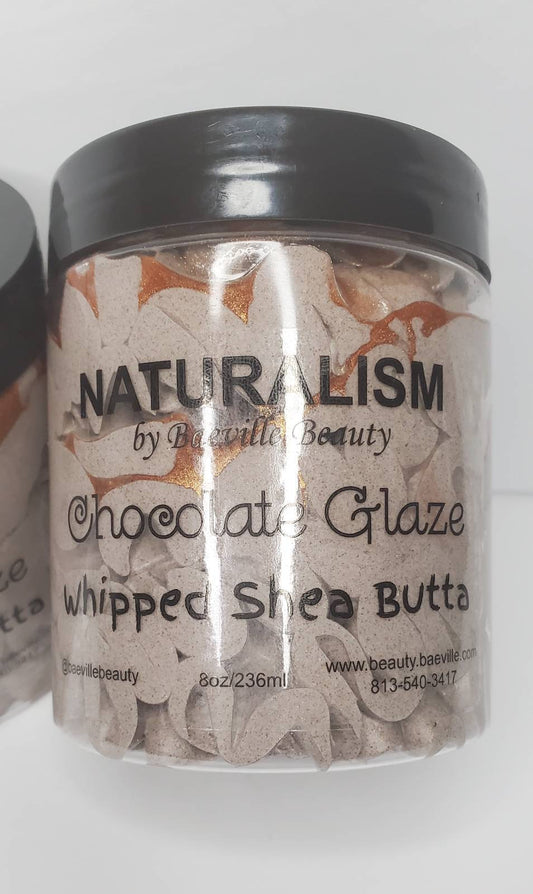 NATURALISM
by Baeville Beauty
Chocolate Glaze
Whipped Shea Butta
@baevillebeauty
8oz/236ml
www.beauty.baeville.com
813-540-3417